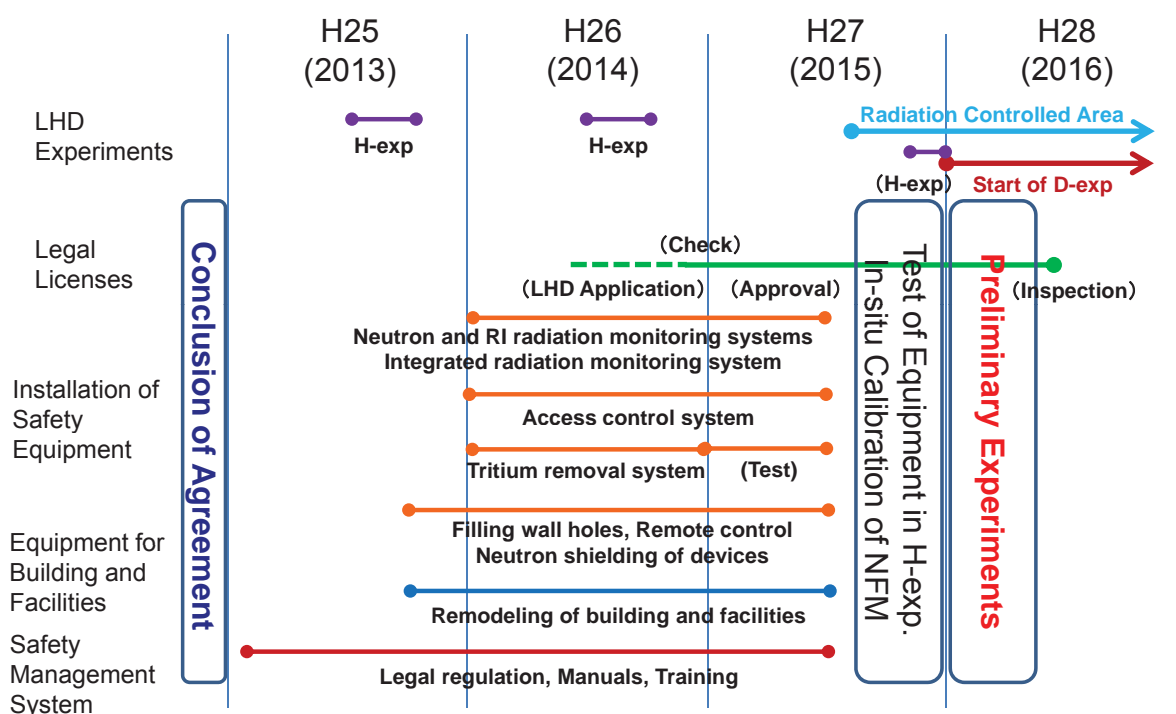 H25
(2013)
H26
(2014)
H27
(2015)
H28
(2016)
LHD
Experiments
H-exp
H-exp
Radiation Controlled Area
（H-exp）
Start of D-exp
Legal
Licenses
（Check）
（LHD Application）
（Approval）
（Inspection）
Conclusion of Agreement
Test of Equipment in H-exp.
In-situ Calibration of NFM
Preliminary Experiments
Neutron and RI radiation monitoring systems
Integrated radiation monitoring system
Installation of
Safety
Equipment
Access control system
Tritium removal system
(Test)
Filling wall holes, Remote control
Neutron shielding of devices
Equipment for
Building and
Facilities
Remodeling of building and facilities
Safety
Management
System
Legal regulation, Manuals, Training